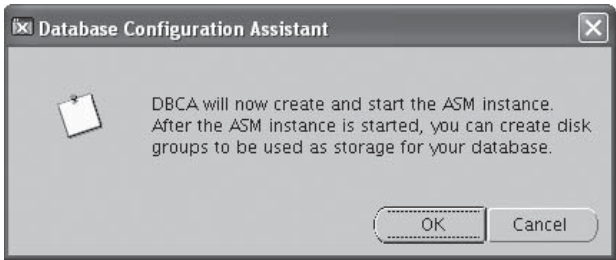 Database Configuration Assistant
DBCA will now create and start the ASM instance.
After the ASM instance is started, you can create disk
groups to be used as storage for your database.
OK
Cancel